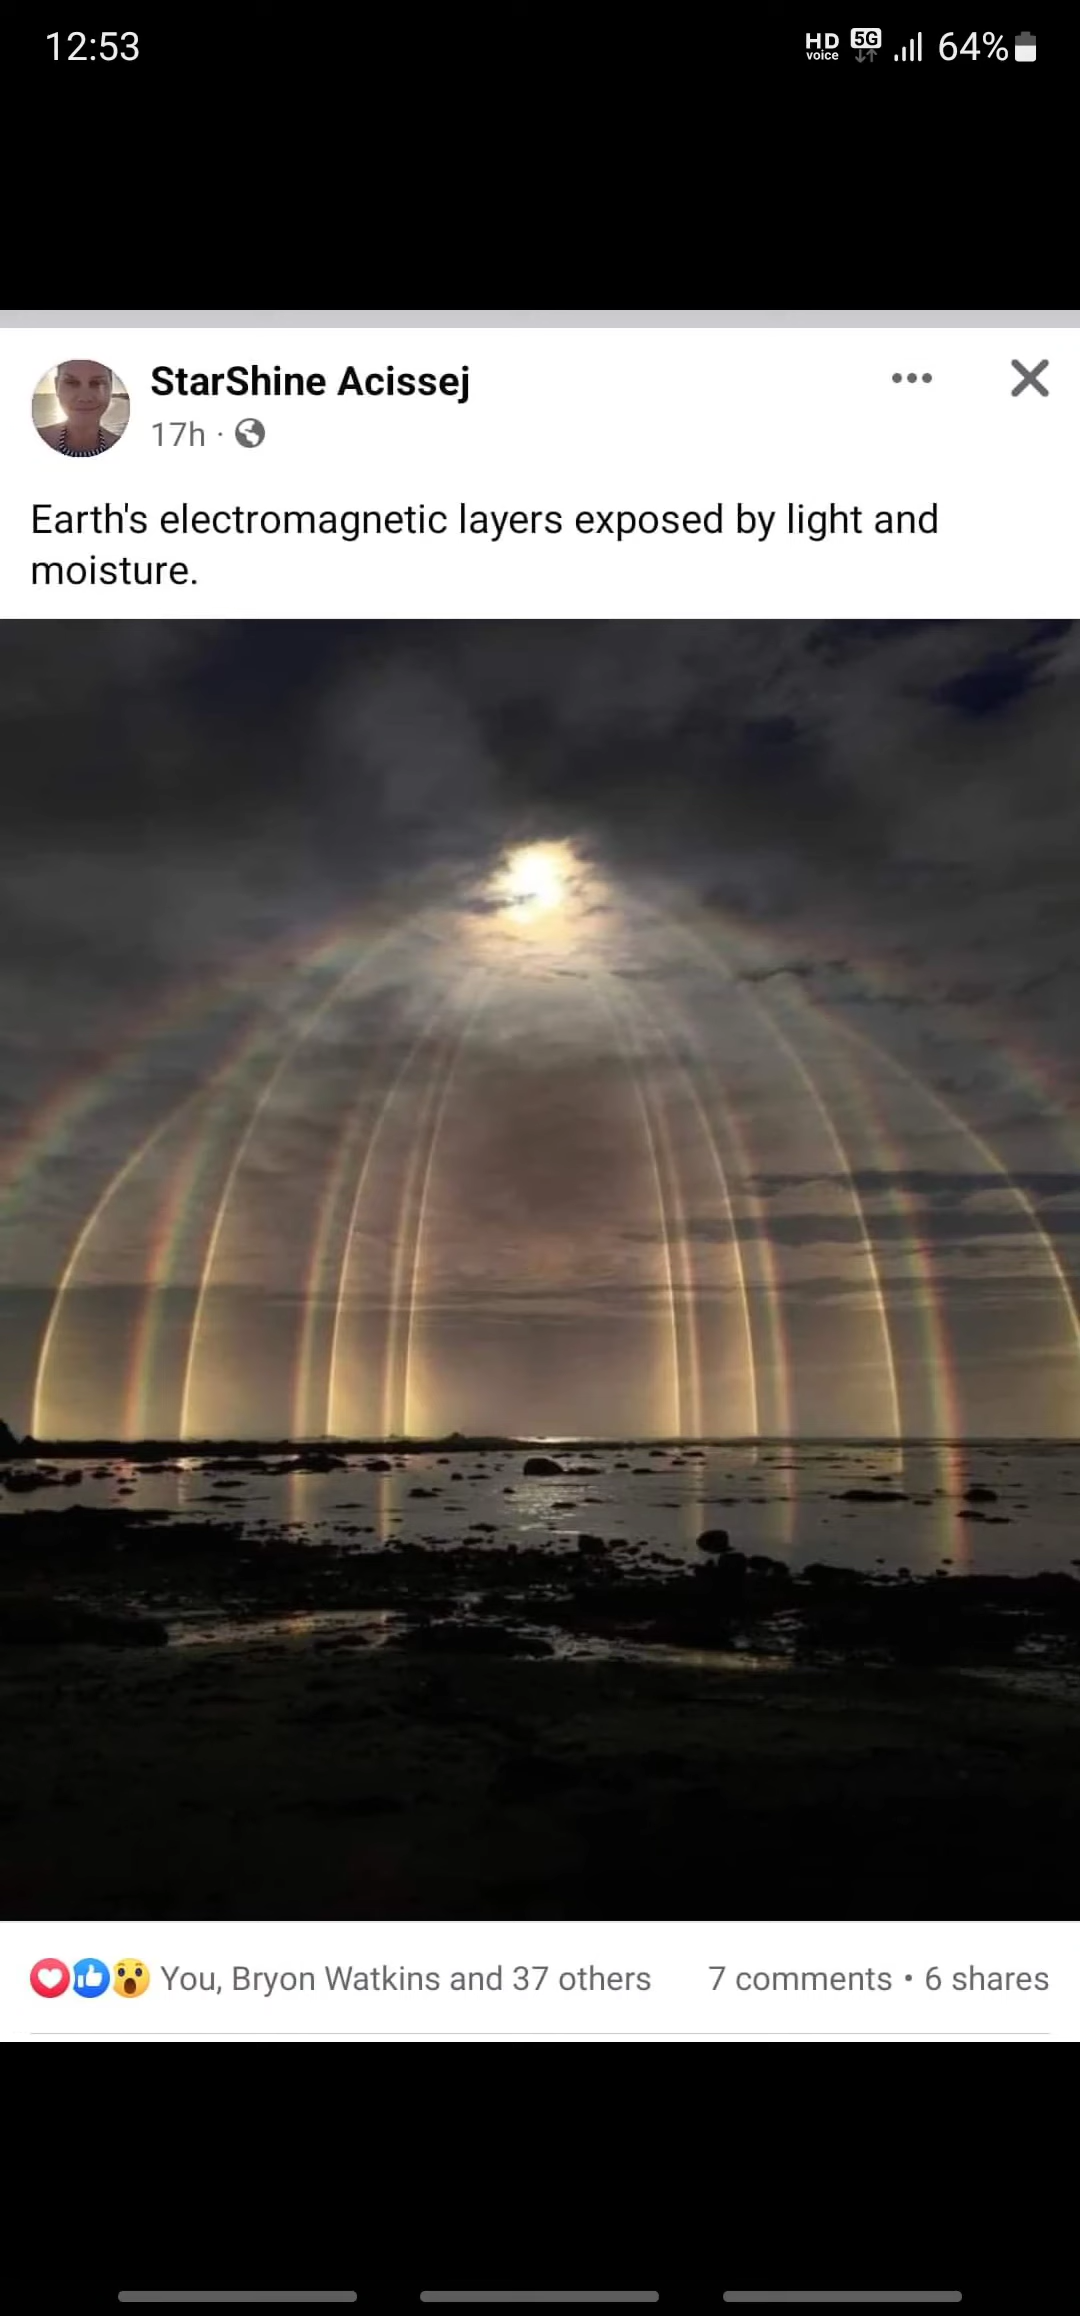 12:53
HD voice 5G 64%
StarShine Acissej
17h ·
Earth's electromagnetic layers exposed by light and
moisture.
You, Bryon Watkins and 37 others 7 comments • 6 shares